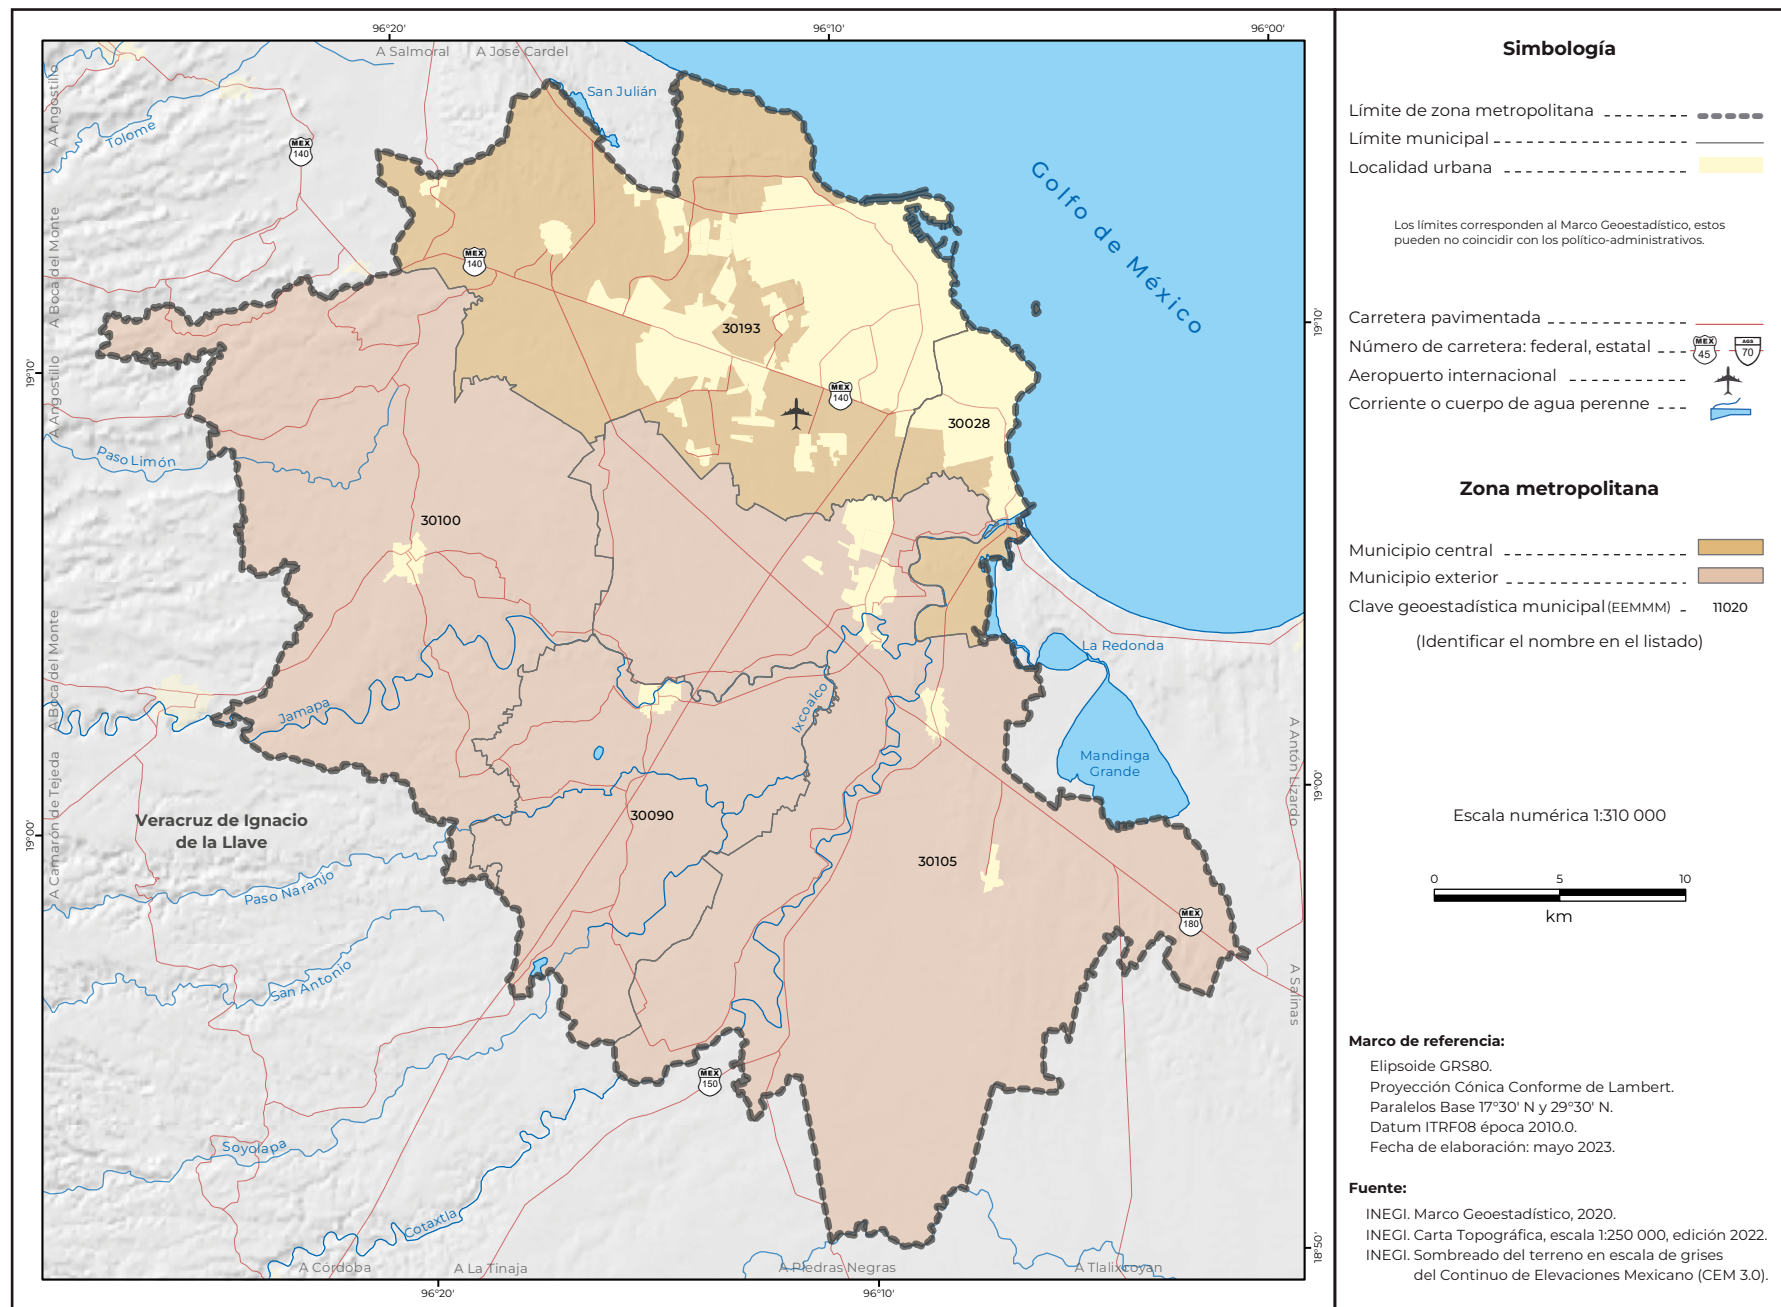 96°20'
96°10'
96°00'
A Salmoral
A José Cardel
A Angostillo
Tolome
MEX
140
San Julián
Golfo de México
A Boca del Monte
MEX
140
30193
19°10'
19°10'
A Angostillo
MEX
140
30028
Paso Limón
30100
A Boca del Monte
La Redonda
Jamapa
Ixcoalco
Mandinga
Grande
A Antón Lizardo
A Camarón de Tejeda
19°00'
19°00'
Veracruz de Ignacio
de la Llave
30090
30105
Paso Naranjo
MEX
180
San Antonio
A Salinas
MEX
150
Soyolapa
Cotaxtla
18°50'
A Córdoba
A La Tinaja
A Piedras Negras
A Tlalixcoyan
96°20'
96°10'
Simbología
Límite de zona metropolitana
Límite municipal
Localidad urbana
Los límites corresponden al Marco Geoestadístico, estos
pueden no coincidir con los político-administrativos.
Carretera pavimentada
Número de carretera: federal, estatal
MEX
45
AGS
70
Aeropuerto internacional
Corriente o cuerpo de agua perenne
Zona metropolitana
Municipio central
Municipio exterior
Clave geoestadística municipal (EEMMM) 11020
(Identificar el nombre en el listado)
Escala numérica 1:310 000
0 5 10
km
Marco de referencia:
Elipsoide GRS80.
Proyección Cónica Conforme de Lambert.
Paralelos Base 17°30' N y 29°30' N.
Datum ITRF08 época 2010.0.
Fecha de elaboración: mayo 2023.
Fuente:
INEGI. Marco Geoestadístico, 2020.
INEGI. Carta Topográfica, escala 1:250 000, edición 2022.
INEGI. Sombreado del terreno en escala de grises
del Continuo de Elevaciones Mexicano (CEM 3.0).